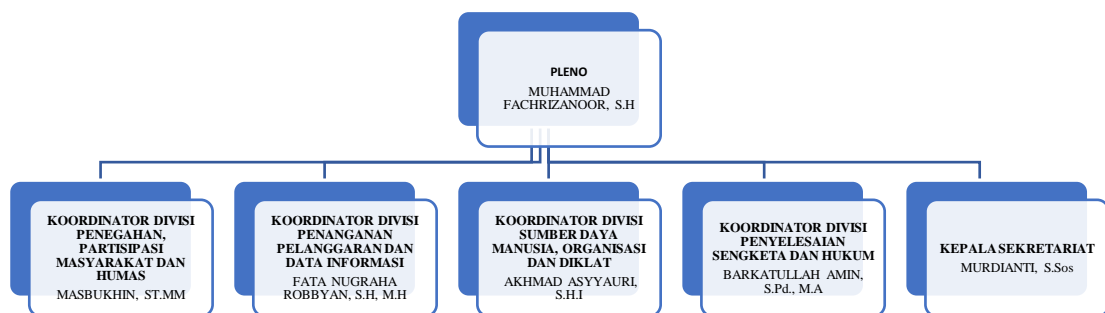 PLENO
MUHAMMAD
FACHRIZANOOR, S.H
KOORDINATOR DIVISI
PENEGAHAN,
PARTISIPASI
MASYARAKAT DAN
HUMAS
MASBUKHIN, ST.MM
KOORDINATOR DIVISI
PENANGANAN
PELANGGARAN DAN
DATA INFORMASI
FATA NUGRAHA
ROBBYAN, S.H, M.H
KOORDINATOR DIVISI
SUMBER DAYA
MANUSIA, ORGANISASI
DAN DIKLAT
AKHMAD ASYYAURI,
S.H.I
KOORDINATOR DIVISI
PENYELESAIAN
SENGKETA DAN HUKUM
BARKATULLAH AMIN,
S.Pd., M.A
KEPALA SEKRETARIAT
MURDIANTI, S.Sos